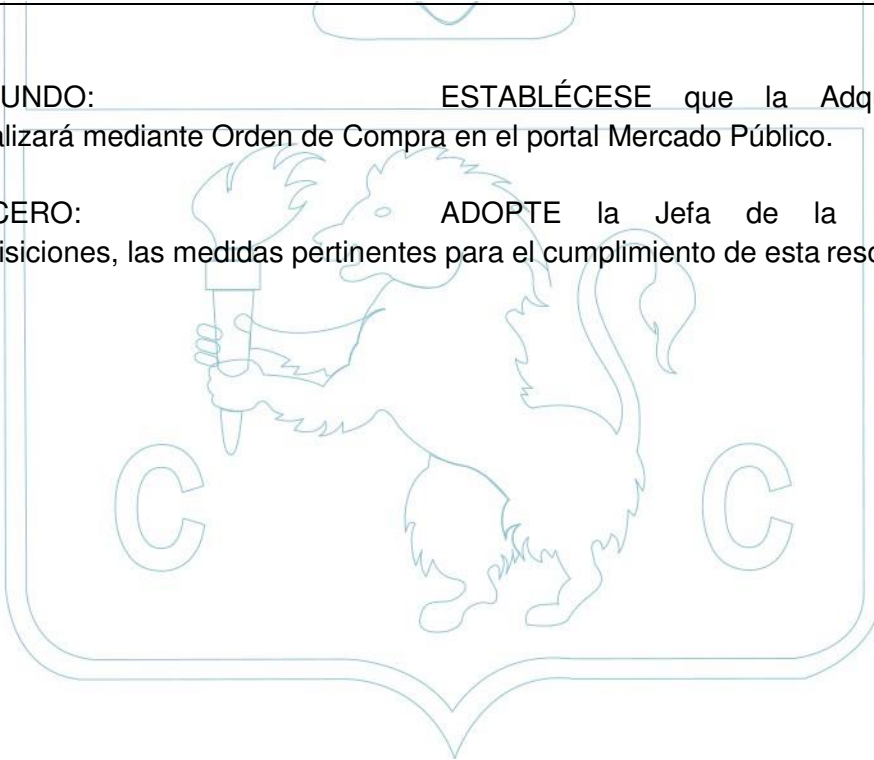 UNDO: ESTABLÉCESE que la Adq
alizará mediante Orden de Compra en el portal Mercado Público.
CERO: ADOPTE la Jefa de la
isiciones, las medidas pertinentes para el cumplimiento de esta reso
C C